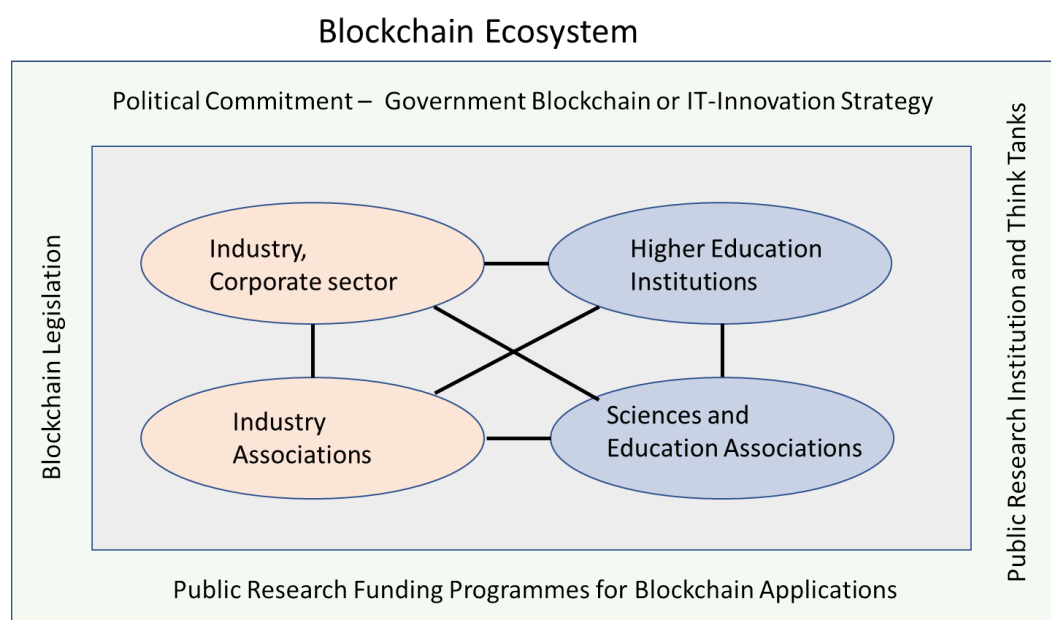 Blockchain Ecosystem
Political Commitment – Government Blockchain or IT-Innovation Strategy
Blockchain Legislation
Industry,
Corporate sector
Higher Education
Institutions
Industry
Associations
Sciences and
Education Associations
Public Research Institution and Think Tanks
Public Research Funding Programmes for Blockchain Applications